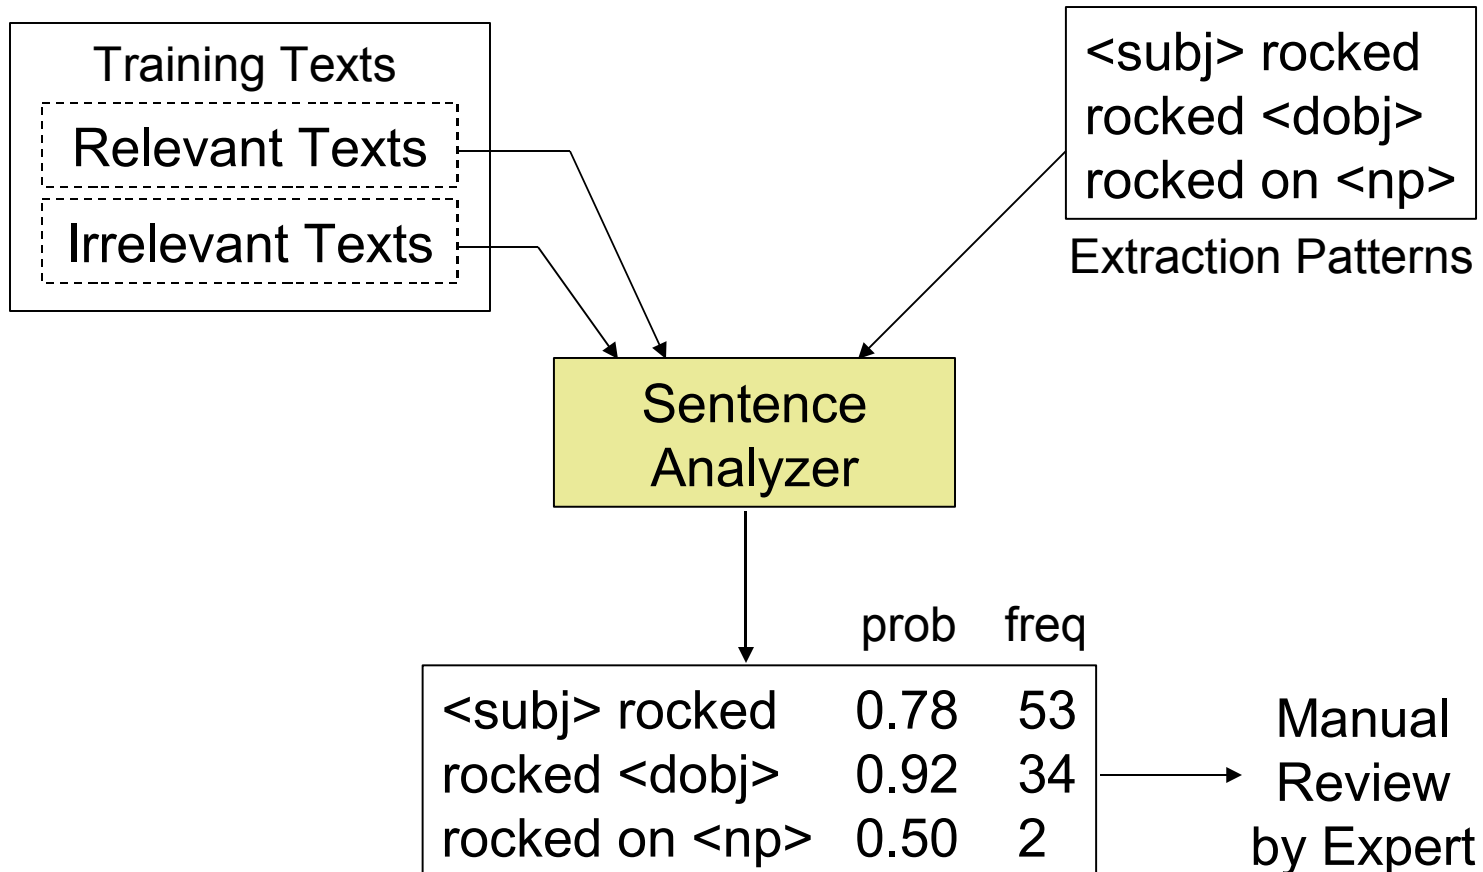 Training Texts
Relevant Texts
Irrelevant Texts
<subj> rocked
rocked <dobj>
rocked on <np>
Extraction Patterns
Sentence
Analyzer
prob freq
<subj> rocked 0.78 53
rocked <dobj> 0.92 34
rocked on <np> 0.50 2
Manual
Review
by Expert